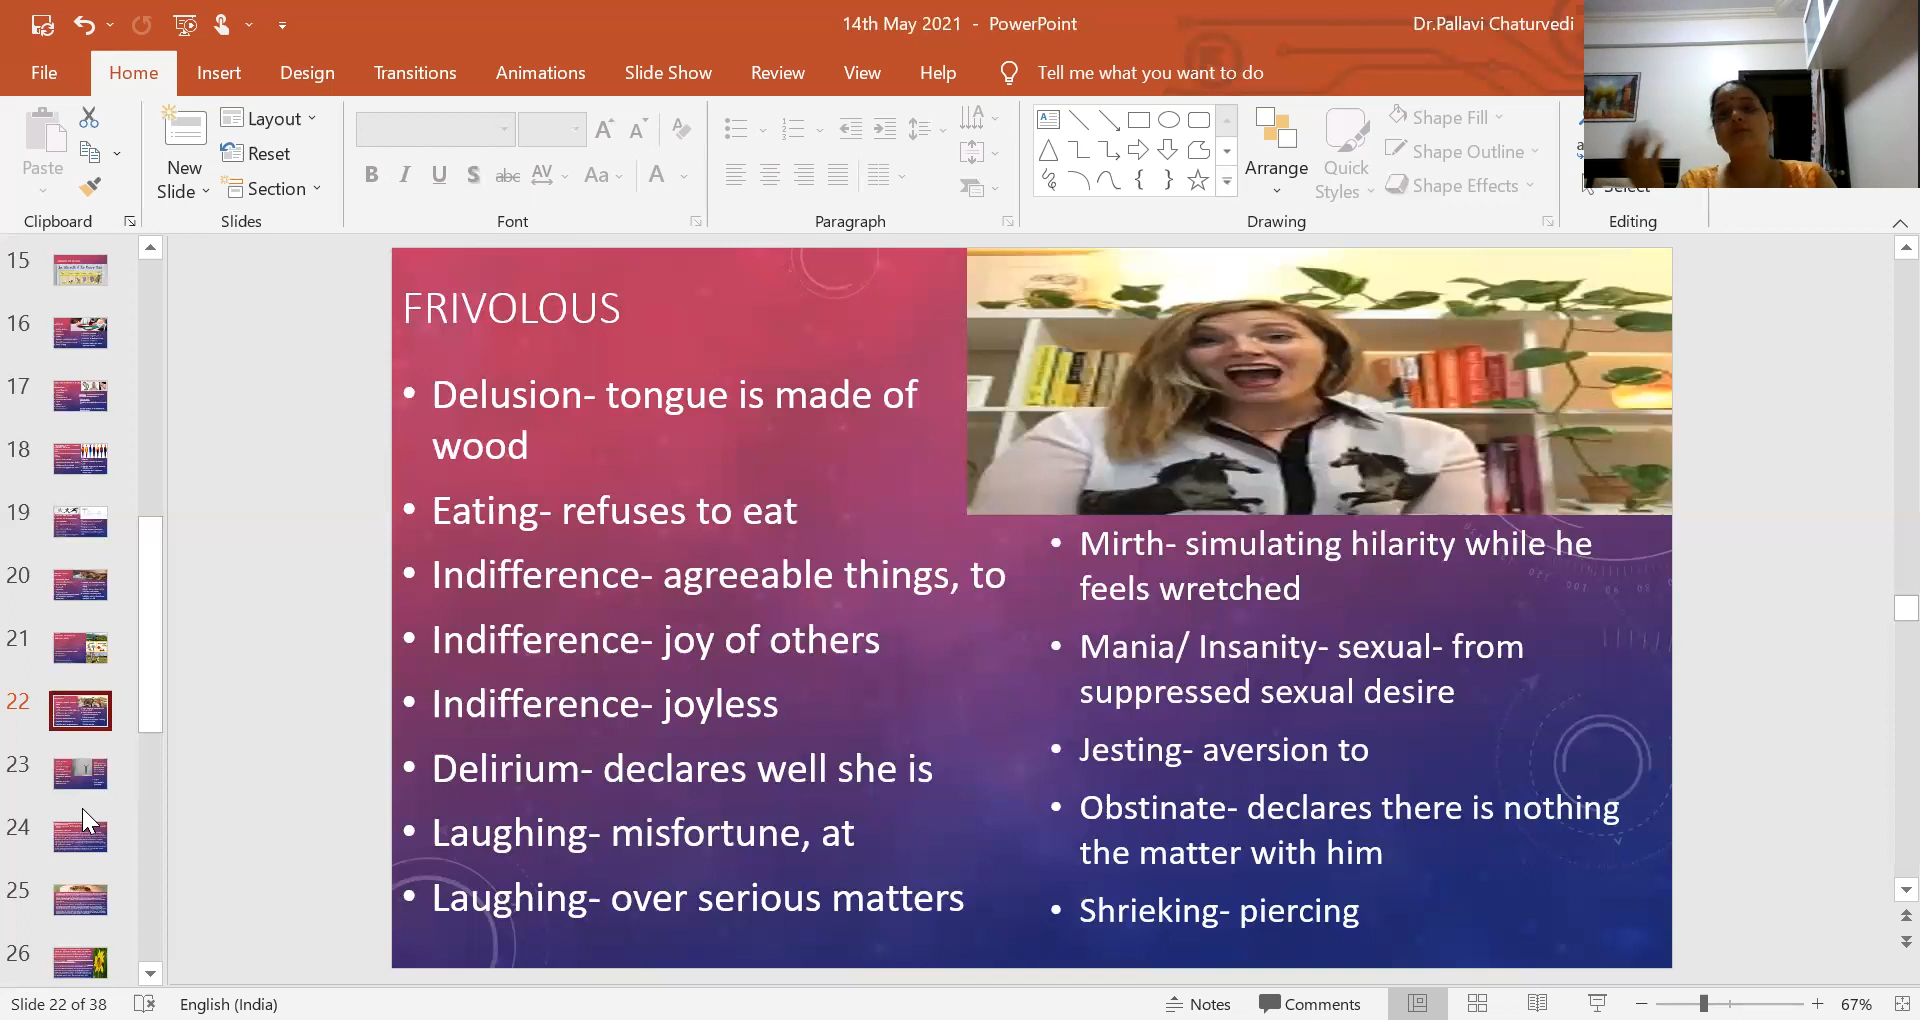 14th May 2021 - PowerPoint
Dr.Pallavi Chaturvedi
File Home Insert Design Transitions Animations Slide Show Review View Help Tell me what you want to do
Paste
New Slide
Layout
Reset
Section
B I U S abc AV Aa A
Arrange
Quick Styles
Shape Fill
Shape Outline
Shape Effects
Select
Clipboard Slides Font Paragraph Drawing Editing
15
16
17
18
19
20
21
22
23
24
25
26
FRIVOLOUS
• Delusion- tongue is made of
wood
• Eating- refuses to eat
• Indifference- agreeable things, to
• Indifference- joy of others
• Indifference- joyless
• Delirium- declares well she is
• Laughing- misfortune, at
• Laughing- over serious matters
• Mirth- simulating hilarity while he
feels wretched
• Mania/ Insanity- sexual- from
suppressed sexual desire
• Jesting- aversion to
• Obstinate- declares there is nothing
the matter with him
• Shrieking- piercing
Slide 22 of 38 English (India) Notes Comments 67%